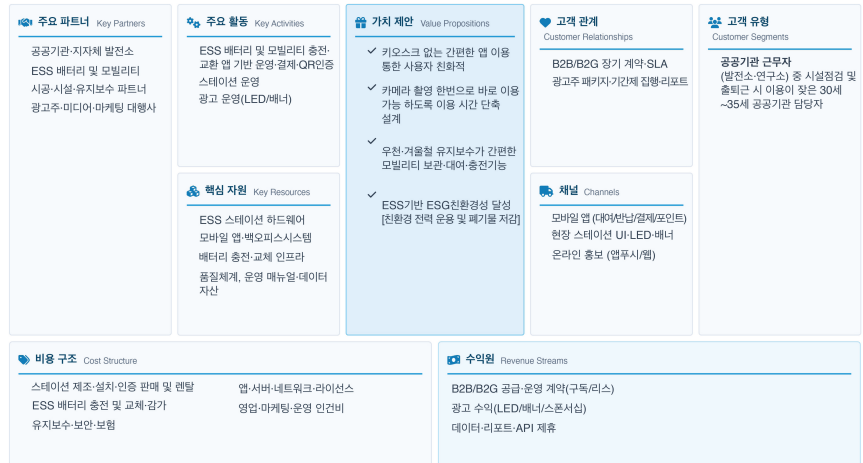 주요 파트너 Key Partners
공공기관·지자체 발전소
ESS 배터리 및 모빌리티
시공·시설·유지보수 파트너
광고주·미디어·마케팅 대행사
주요 활동 Key Activities
ESS 배터리 및 모빌리티 충전·
교환 앱 기반 운영·결제·QR인증
스테이션 운영
광고 운영(LED/배너)
핵심 자원 Key Resources
ESS 스테이션 하드웨어
모바일 앱·백오피스시스템
배터리 충전·교체 인프라
품질체계, 운영 매뉴얼·데이터
자산
가치 제안 Value Propositions
키오스크 없는 간편한 앱 이용
통한 사용자 친화적
카메라 촬영 한번으로 바로 이용
가능 하도록 이용 시간 단축
설계
우천·겨울철 유지보수가 간편한
모빌리티 보관·대여·충전기능
ESS기반 ESG친환경성 달성
[친환경 전력 운용 및 폐기물 저감]
고객 관계
Customer Relationships
B2B/B2G 장기 계약·SLA
광고주 패키지·기간제 집행·리포트
채널 Channels
모바일 앱 (대여/반납/결제/포인트)
현장 스테이션 UI·LED·배너
온라인 홍보 (앱푸시/웹)
고객 유형
Customer Segments
공공기관 근무자
(발전소·연구소) 중 시설점검 및
출퇴근 시 이용이 잦은 30세
~35세 공공기관 담당자
비용 구조 Cost Structure
스테이션 제조·설치·인증 판매 및 렌탈
ESS 배터리 충전 및 교체·감가
유지보수·보안·보험
앱·서버·네트워크·라이선스
영업·마케팅·운영 인건비
수익원 Revenue Streams
B2B/B2G 공급·운영 계약(구독/리스)
광고 수익(LED/배너/스폰서십)
데이터·리포트·API 제휴